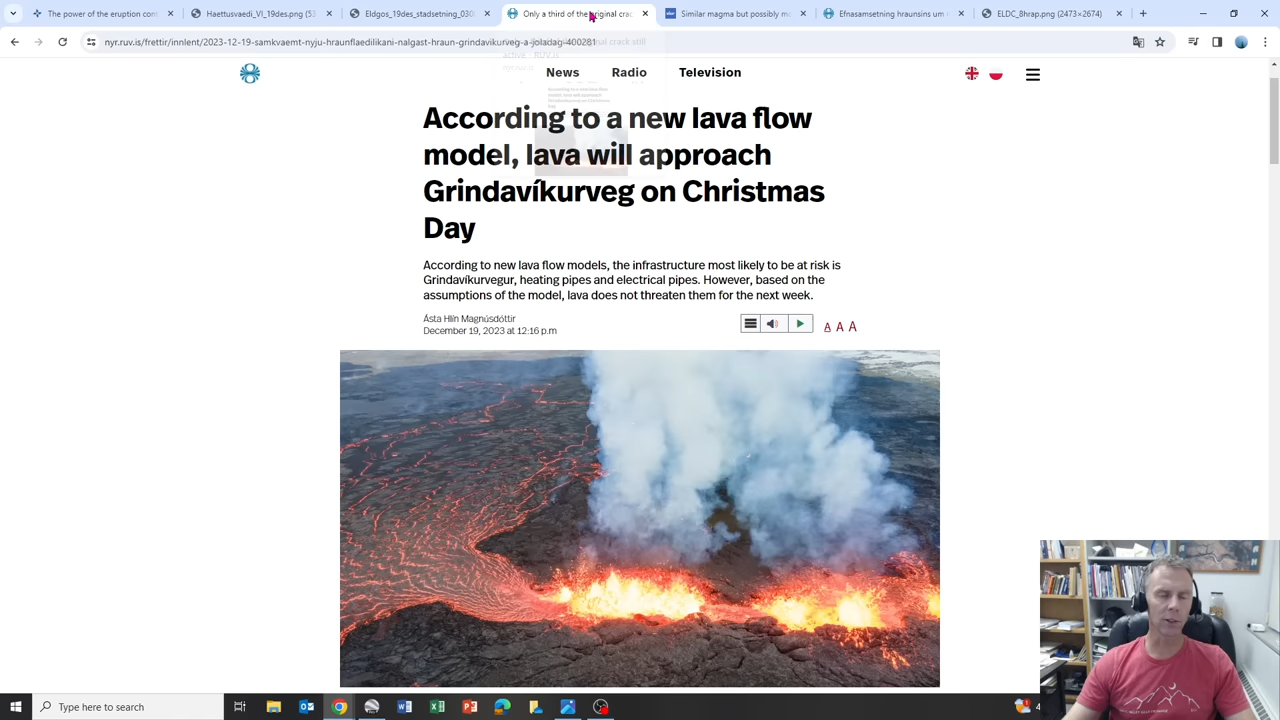 The power of the eruption com
Haettusvaedi_VI_19des.png (53
Eldgos_19des_stadsetning_030
Only a third of the original crac
Similar magma but possibly m
Efnasamsetning hraunsins um
ELDC_8hrip.png (2473×267
nyr.ruv.is/frettir/innlent/2023-12-19-samkvaemt-nyju-hraunflaedilikani-nalgast-hraun-grindavikurveg-a-joladag-400281
News
Radio
Television
According to a new lava flow
model, lava will approach
Grindavíkurveg on Christmas
Day
According to new lava flow models, the infrastructure most likely to be at risk is
Grindavíkurvegur, heating pipes and electrical pipes. However, based on the
assumptions of the model, lava does not threaten them for the next week.
Ásta Hlín Magnúsdóttir
December 19, 2023 at 12:16 p.m
A A A
Type here to search